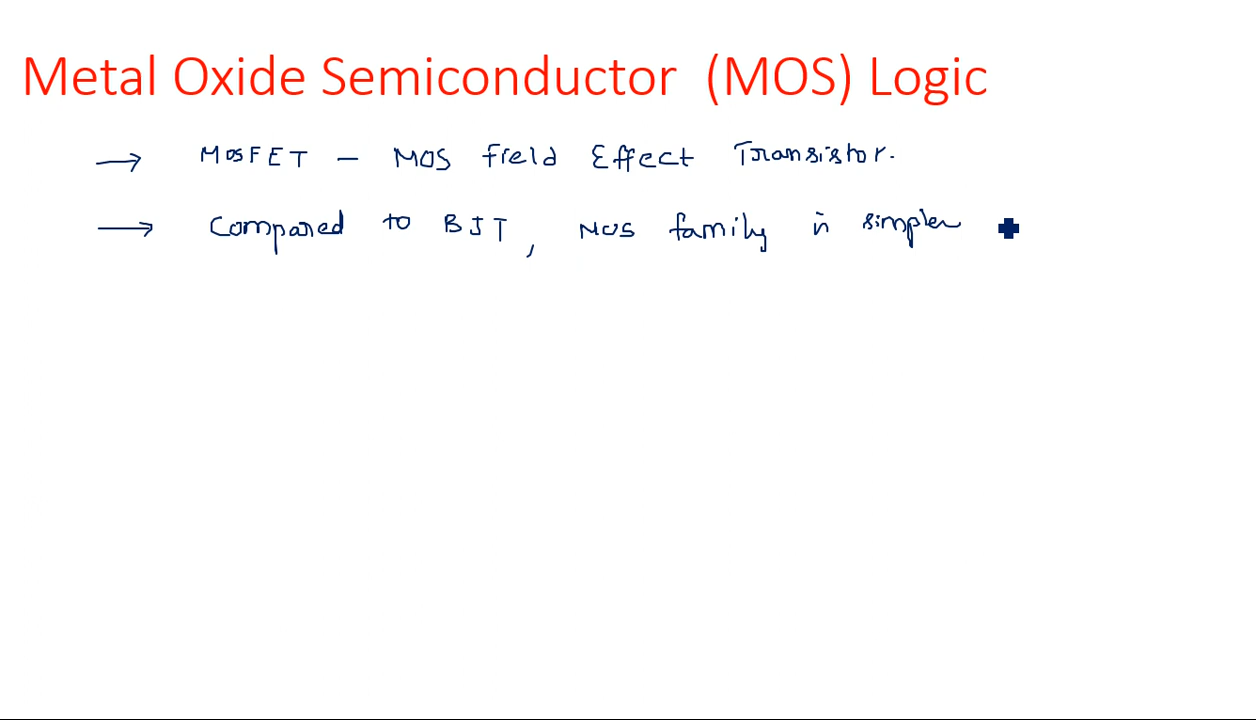 Metal Oxide Semiconductor (MOS) Logic
→ MOSFET - MOS Field Effect Transistor.
→ Compared to BJT, MOS family is simpler